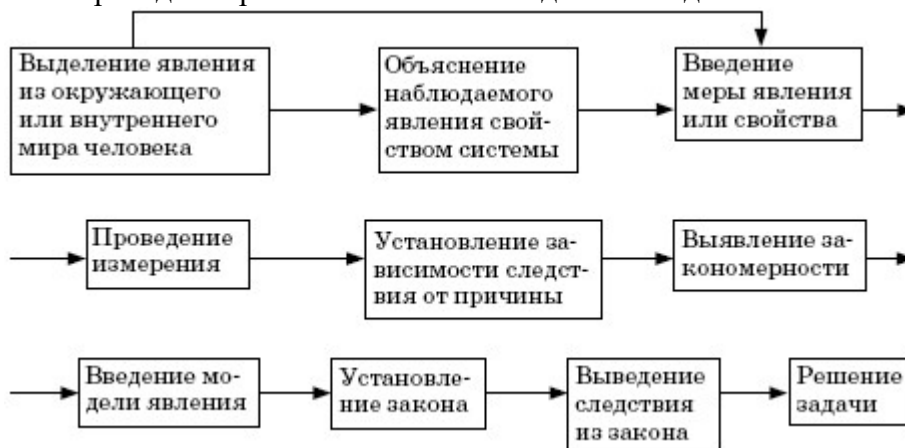 Выделение явления
из окружающего
или внутреннего
мира человека
Объяснение
наблюдаемого
явления свой-
ством системы
Введение
меры явления
или свойства
Проведение
измерения
Установление за-
висимости следст-
вия от причины
Выявление за-
кономерности
Введение мо-
дели явления
Установле-
ние закона
Выведение
следствия
из закона
Решение
задачи